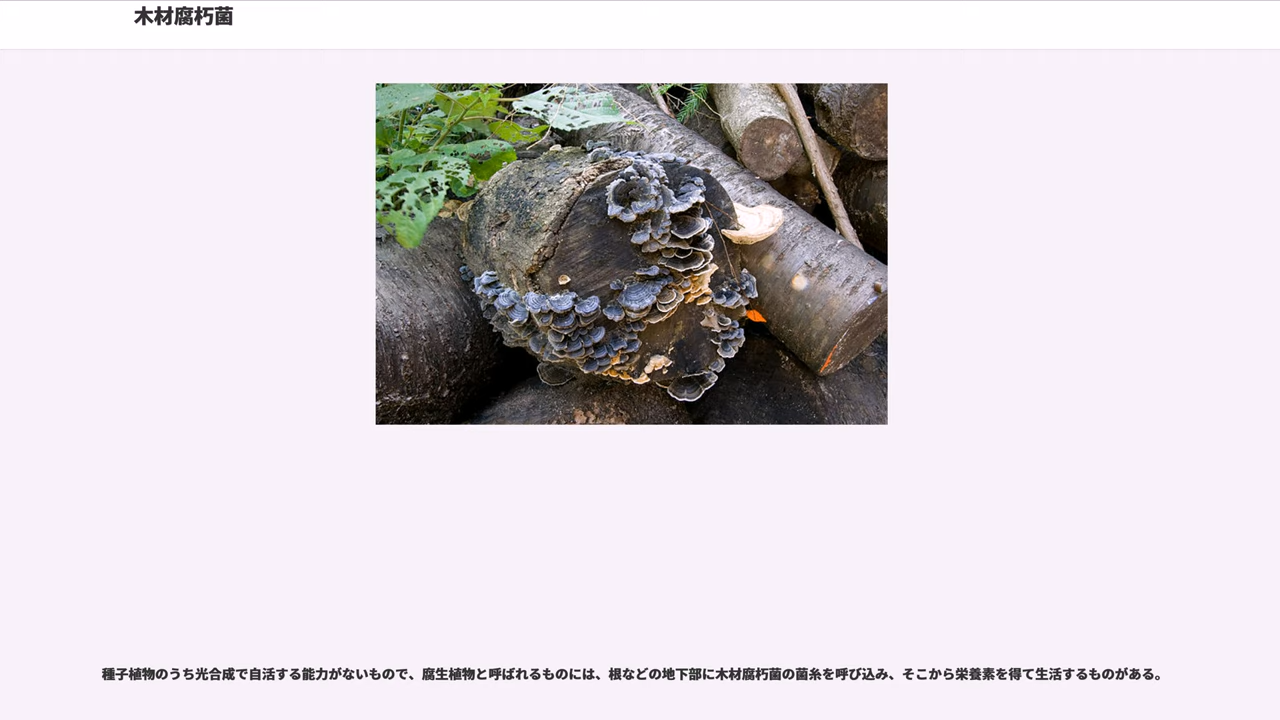 木材腐朽菌
種子植物のうち光合成で自活する能力がないもので、腐生植物と呼ばれるものには、根などの地下部に木材腐朽菌の菌糸を呼び込み、そこから栄養素を得て生活するものがある。